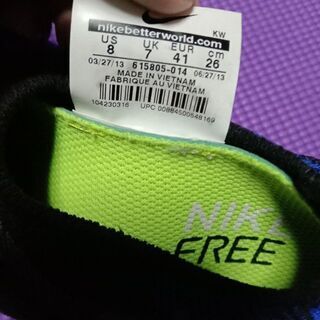 nikebetterworld.com
KW
US UK EUR cm
8 7 41 26
03/27/13 615805-014 06/27/13
MADE IN VIETNAM
FABRIQUE AU VIETNAM
104230316 UPC 00884500548169
NIKE
FREE